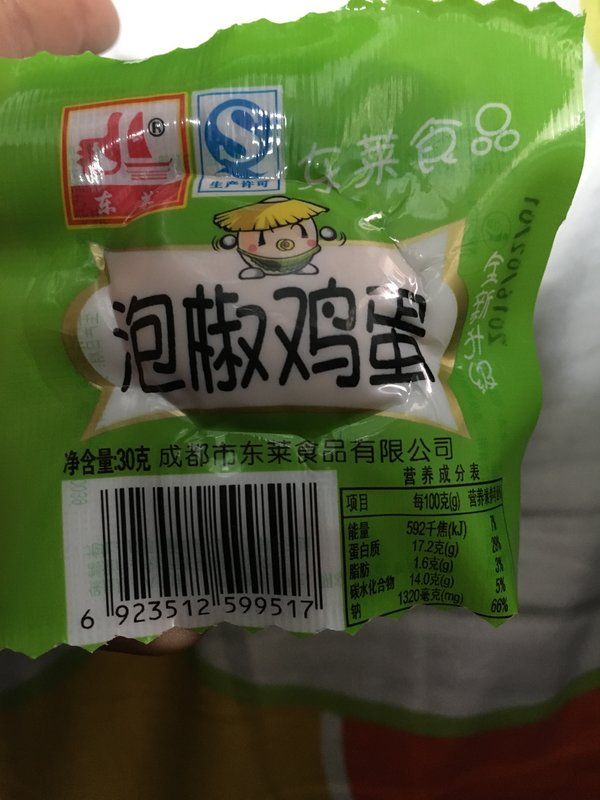 东莱
®
生产许可
东莱食品
泡椒鸡蛋
2016/02/01
净含量:30克 成都市东莱食品有限公司
营养成分表
项目 每100克(g)
能量 592千焦(kJ) 7%
蛋白质 17.2克(g) 29%
脂肪 1.6克(g) 3%
碳水化合物 14.0克(g) 5%
钠 1320毫克(mg) 66%
6 923512 599517